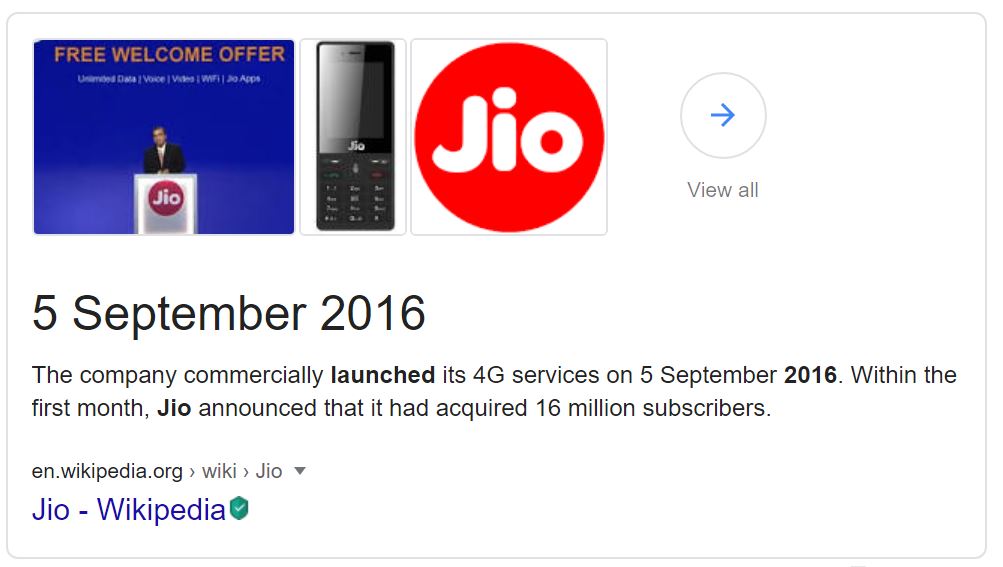 FREE WELCOME OFFER
Unlimited Data | Voice | Video | WiFi | Jio Apps
Jio
Jio
Jio
View all
5 September 2016
The company commercially launched its 4G services on 5 September 2016. Within the
first month, Jio announced that it had acquired 16 million subscribers.
en.wikipedia.org › wiki › Jio
Jio - Wikipedia